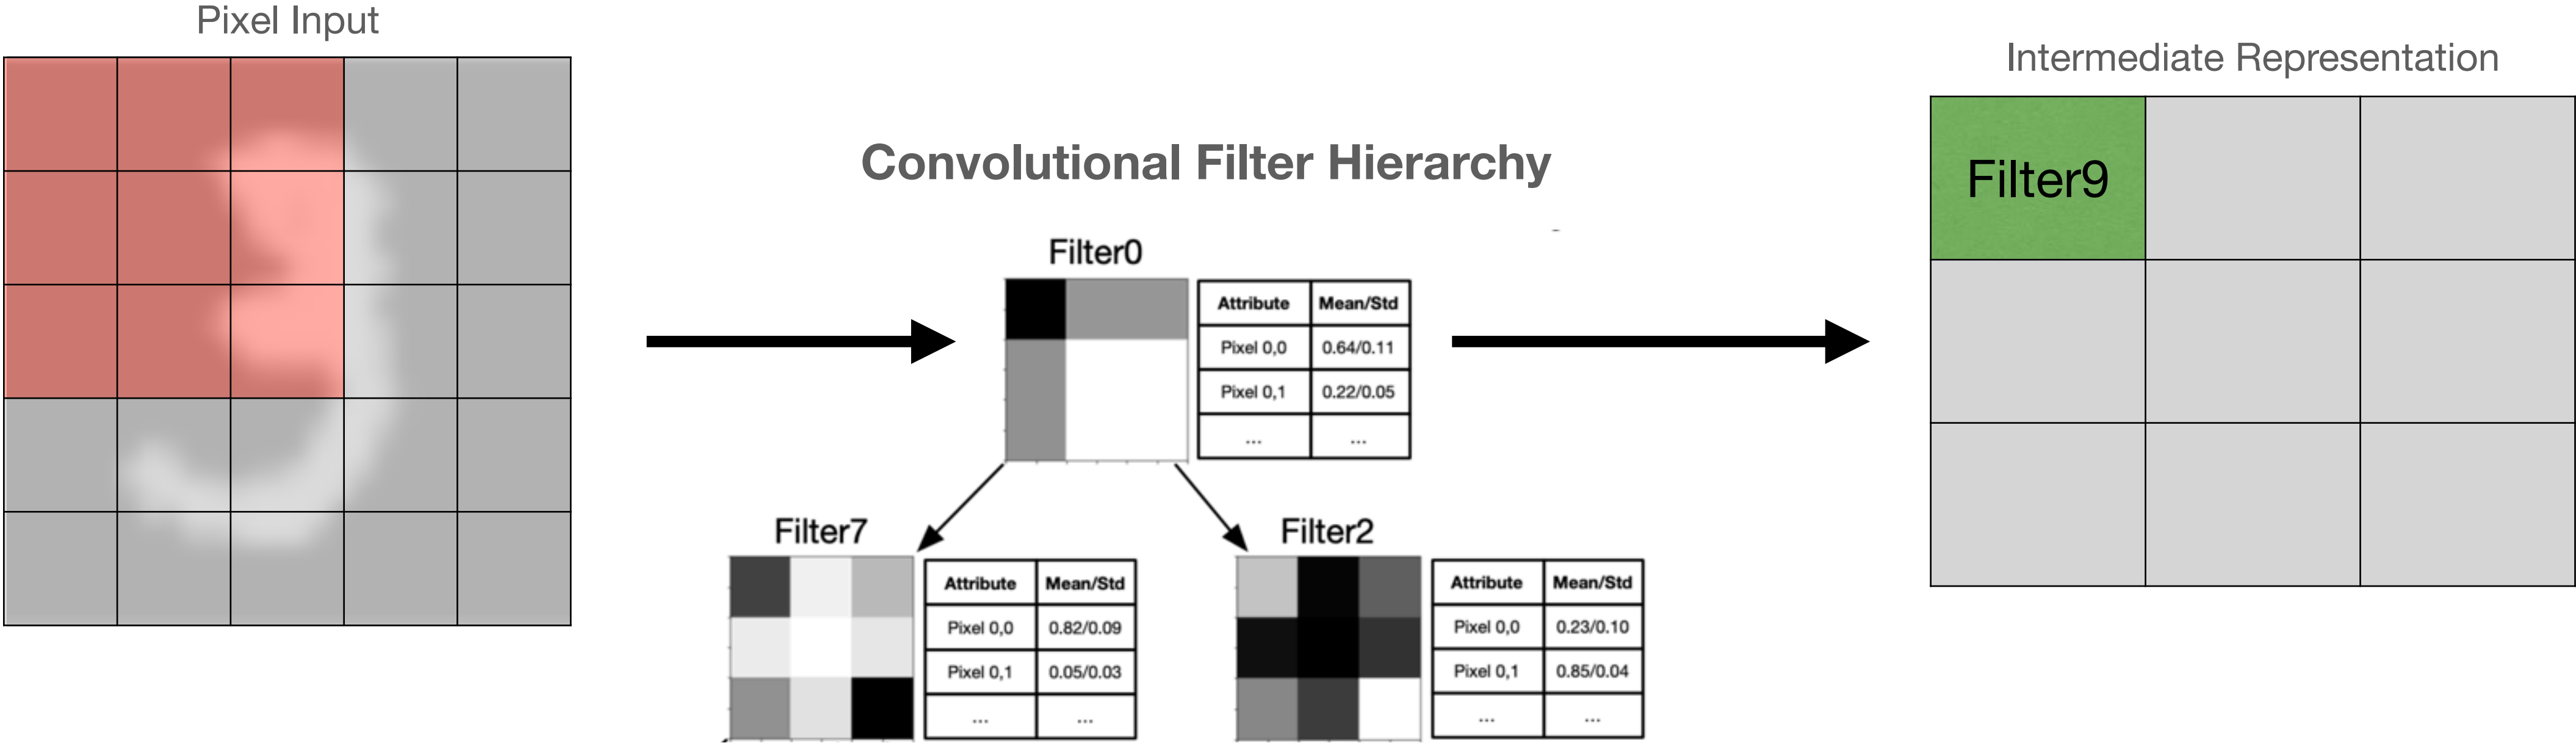 Pixel Input
Intermediate Representation
Convolutional Filter Hierarchy
Filter9
Filter0
Attribute Mean/Std
Pixel 0,0 0.64/0.11
Pixel 0,1 0.22/0.05
... ...
Filter7
Attribute Mean/Std
Pixel 0,0 0.82/0.09
Pixel 0,1 0.05/0.03
... ...
Filter2
Attribute Mean/Std
Pixel 0,0 0.23/0.10
Pixel 0,1 0.85/0.04
... ...